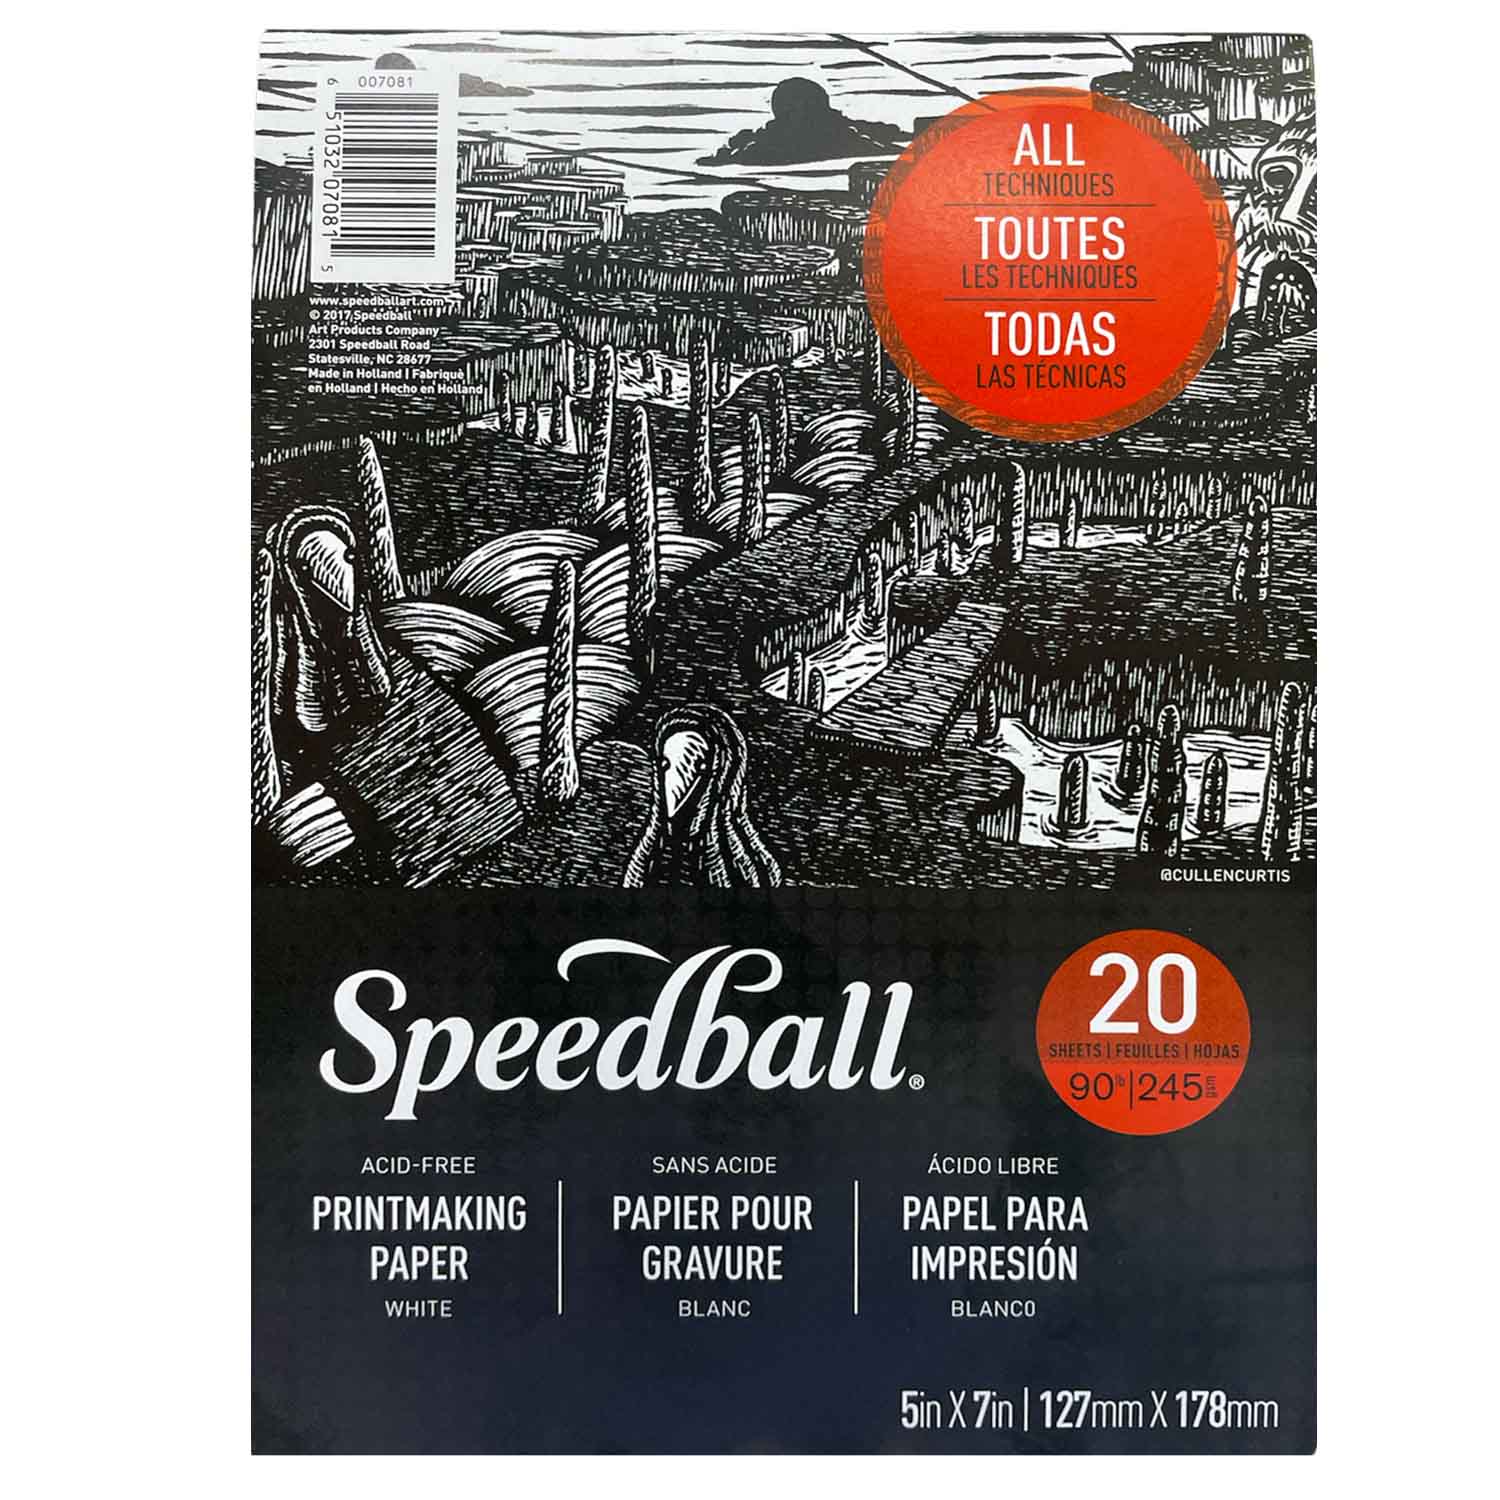 007081
6 51032 07081 5
www.speedballart.com
© 2017 Speedball
Art Products Company
2301 Speedball Road
Statesville, NC 28677
Made in Holland | Fabriqué
en Holland | Hecho en Holland
ALL
TECHNIQUES
TOUTES
LES TECHNIQUES
TODAS
LAS TÉCNICAS
@CULLENCURTIS
Speedball®
20
SHEETS | FEUILLES | HOJAS
90lb | 245gsm
ACID-FREE
PRINTMAKING
PAPER
WHITE
SANS ACIDE
PAPIER POUR
GRAVURE
BLANC
ÁCIDO LIBRE
PAPEL PARA
IMPRESIÓN
BLANCO
5in X 7in | 127mm X 178mm